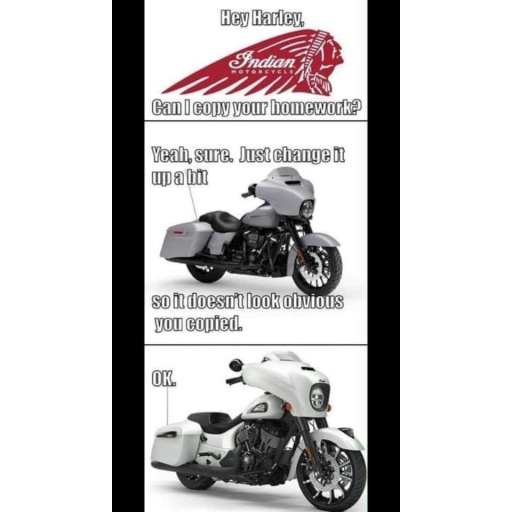 Hey Harley,
Indian
MOTORCYCLE
Can I copy your homework?
Yeah, sure. Just change it
up a bit
so it doesn't look obvious
you copied.
OK.